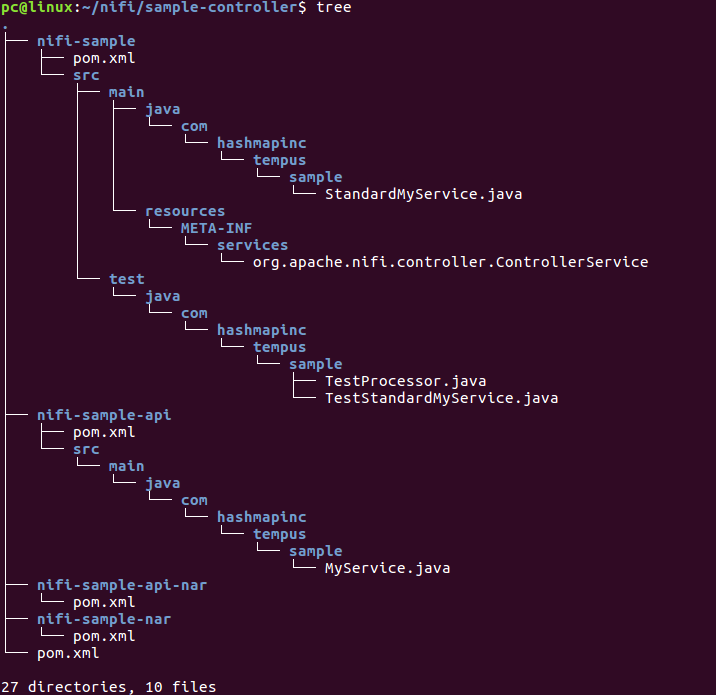 pc@linux:~/nifi/sample-controller$ tree
.
├── nifi-sample
│   ├── pom.xml
│   └── src
│       ├── main
│       │   ├── java
│       │   │   └── com
│       │   │       └── hashmapinc
│       │   │           └── tempus
│       │   │               └── sample
│       │   │                   └── StandardMyService.java
│       │   └── resources
│       │       └── META-INF
│       │           └── services
│       │               └── org.apache.nifi.controller.ControllerService
│       └── test
│           └── java
│               └── com
│                   └── hashmapinc
│                       └── tempus
│                           └── sample
│                               ├── TestProcessor.java
│                               └── TestStandardMyService.java
├── nifi-sample-api
│   ├── pom.xml
│   └── src
│       └── main
│           └── java
│               └── com
│                   └── hashmapinc
│                       └── tempus
│                           └── sample
│                               └── MyService.java
├── nifi-sample-api-nar
│   └── pom.xml
├── nifi-sample-nar
│   └── pom.xml
└── pom.xml

27 directories, 10 files